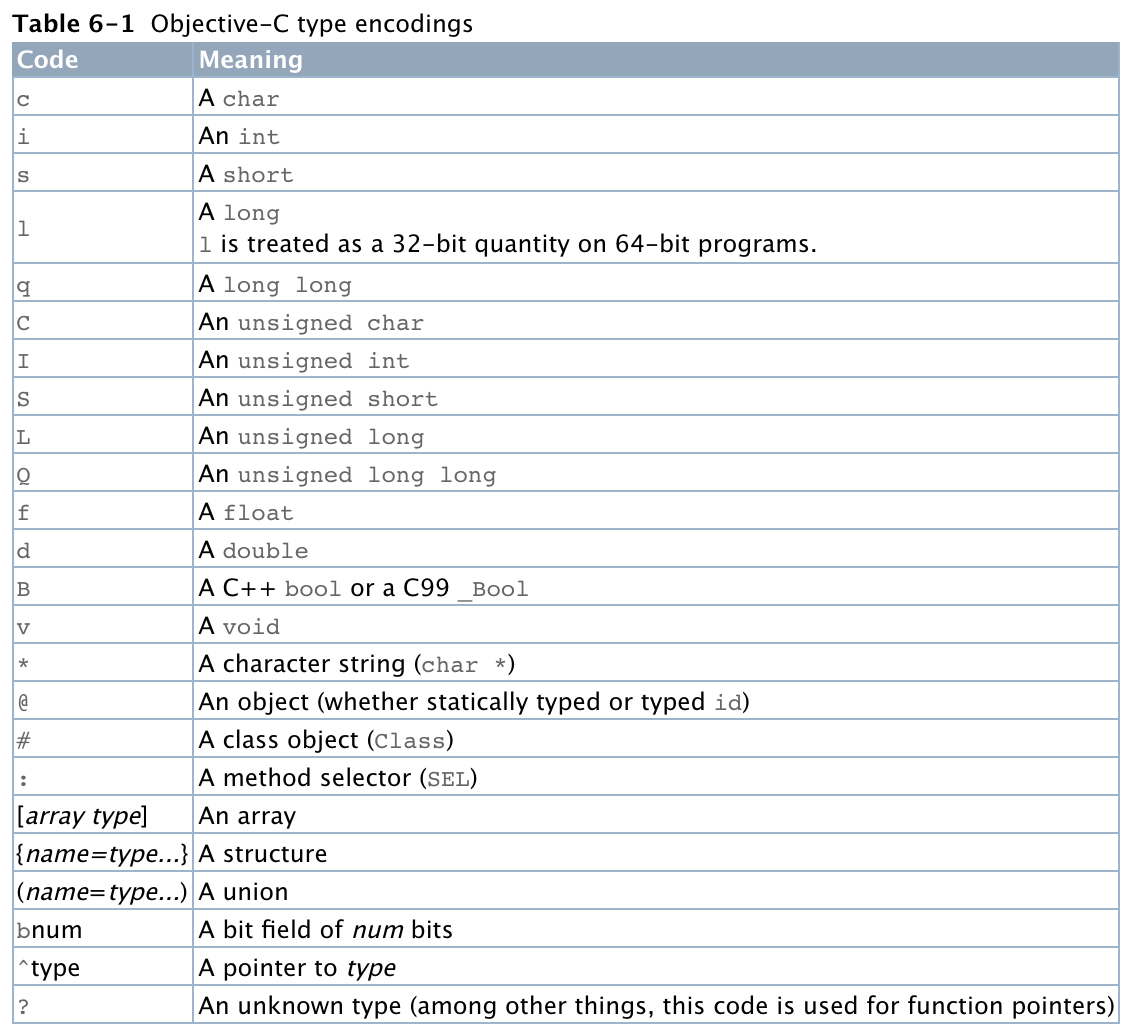 Table 6-1 Objective-C type encodings
Code Meaning
c A char
i An int
s A short
l A long
l is treated as a 32-bit quantity on 64-bit programs.
q A long long
C An unsigned char
I An unsigned int
S An unsigned short
L An unsigned long
Q An unsigned long long
f A float
d A double
B A C++ bool or a C99 _Bool
v A void
* A character string (char *)
@ An object (whether statically typed or typed id)
# A class object (Class)
: A method selector (SEL)
[array type] An array
{name=type...} A structure
(name=type...) A union
bnum A bit field of num bits
^type A pointer to type
? An unknown type (among other things, this code is used for function pointers)